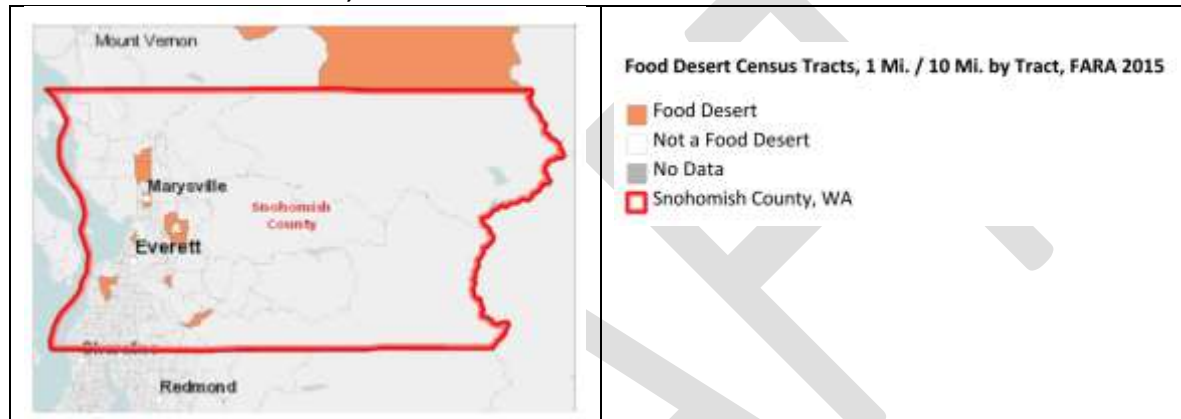 Mount Vernon
Marysville
Snohomish
County
Everett
Shoreline
Redmond
Food Desert Census Tracts, 1 Mi. / 10 Mi. by Tract, FARA 2015
Food Desert
Not a Food Desert
No Data
Snohomish County, WA